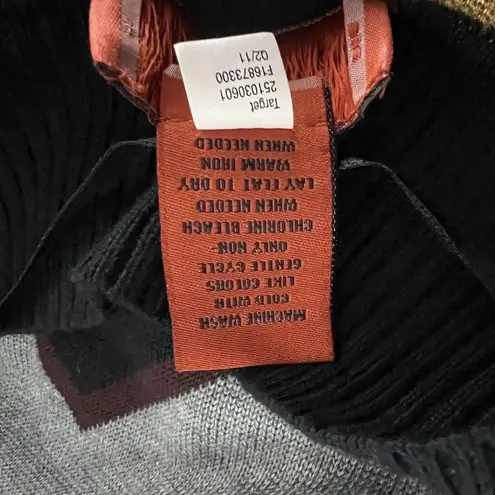 Target
251030601
F16873300
Q2/11
MACHINE WASH
COLD WITH
LIKE COLORS
GENTLE CYCLE
ONLY NON-
CHLORINE BLEACH
WHEN NEEDED
LAY FLAT TO DRY
WARM IRON
WHEN NEEDED